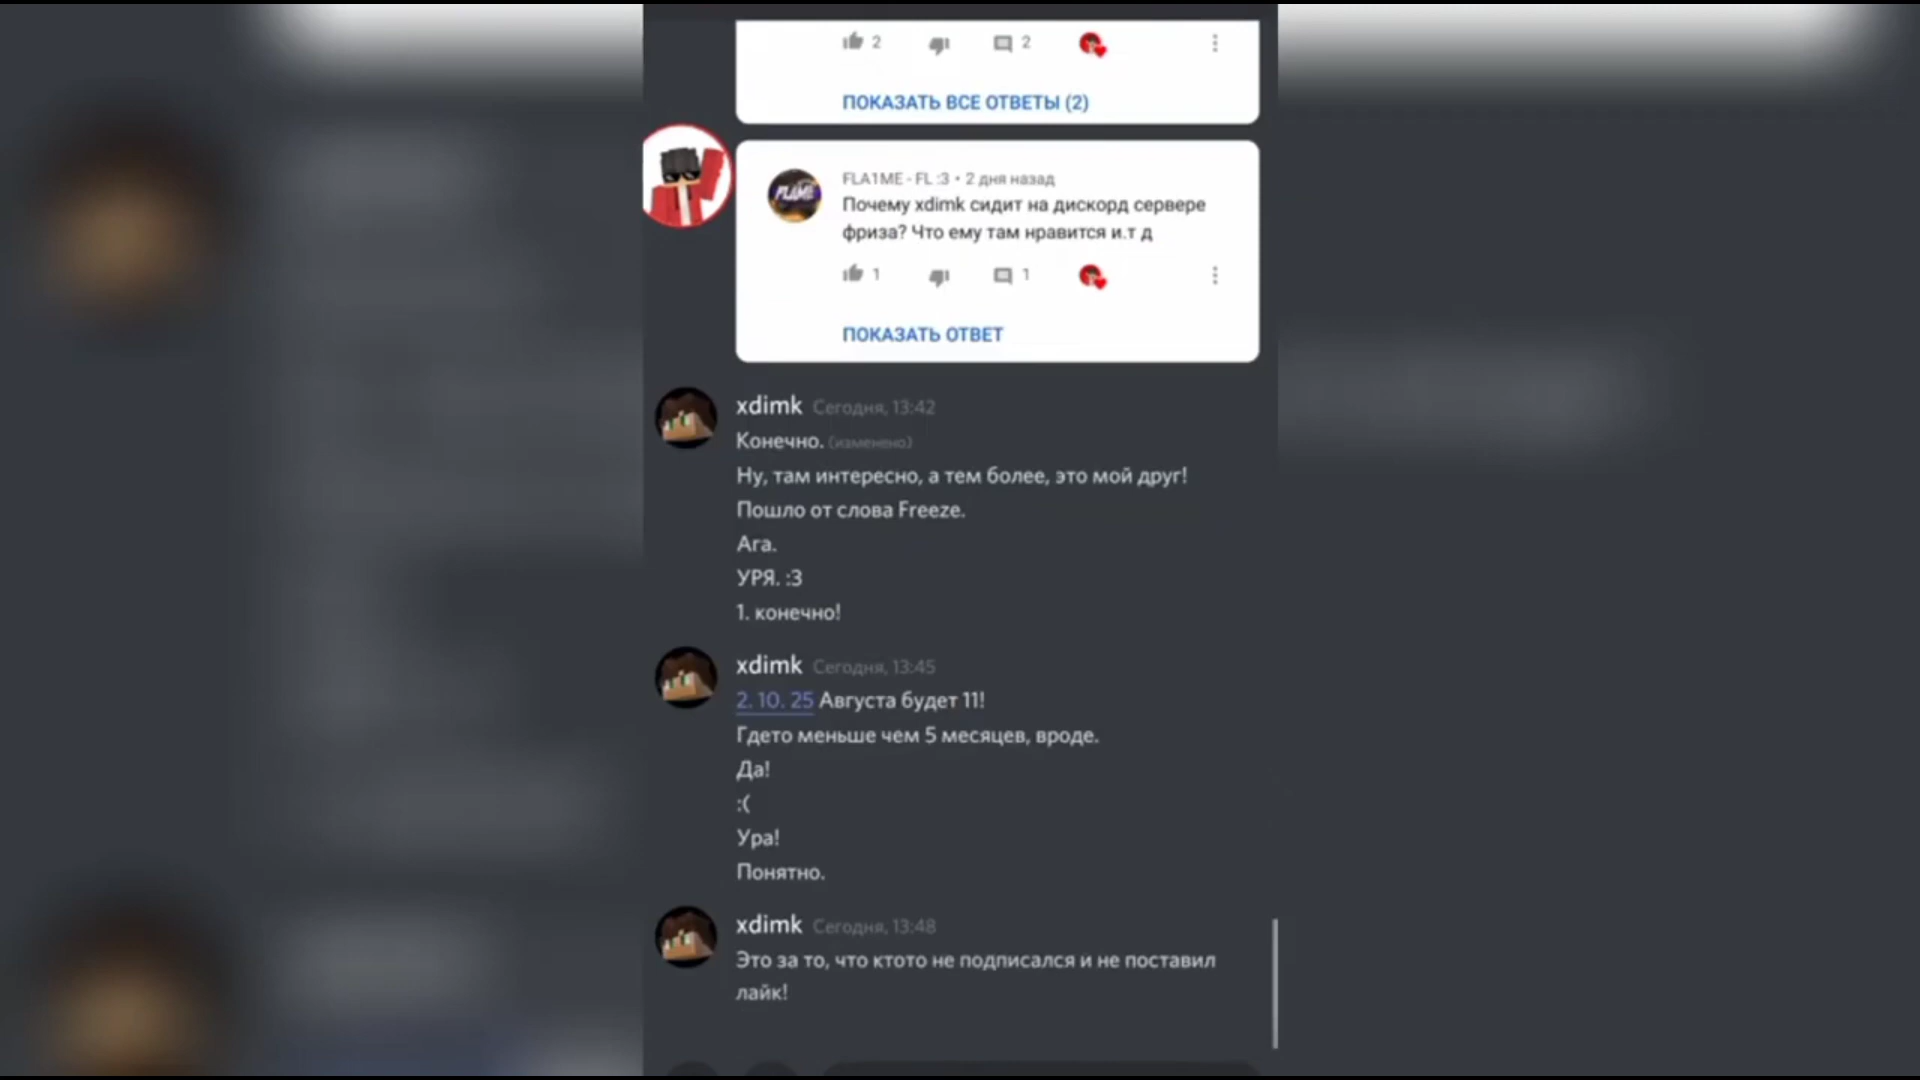 2 2
ПОКАЗАТЬ ВСЕ ОТВЕТЫ (2)
FLA1ME - FL :3 • 2 дня назад
FLAME
Почему xdimk сидит на дискорд сервере
фриза? Что ему там нравится и.т д
1 1
ПОКАЗАТЬ ОТВЕТ
xdimk Сегодня, 13:42
Конечно. (изменено)
Ну, там интересно, а тем более, это мой друг!
Пошло от слова Freeze.
Ага.
УРЯ. :3
1. конечно!
xdimk Сегодня, 13:45
2. 10. 25 Августа будет 11!
Гдето меньше чем 5 месяцев, вроде.
Да!
:(
Ура!
Понятно.
xdimk Сегодня, 13:48
Это за то, что ктото не подписался и не поставил
лайк!